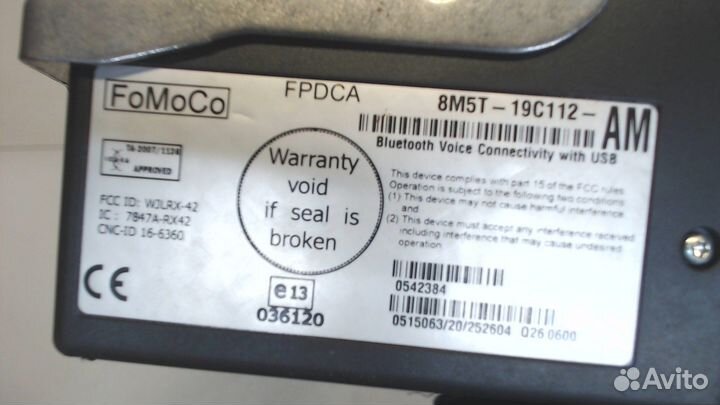 FoMoCo
FPDCA
8M5T-19C112-
AM
Bluetooth Voice Connectivity with USB
TA-2007/1126
APPROVED
FCC ID: WJLRX-42
IC : 7847A-RX42
CNC-ID 16-6360
Warranty
void
if seal is
broken
This device complies with part 15 of the FCC rules.
Operation is subject to the following two conditions
(1) This device may not cause harmful interference,
and
(2) This device must accept any interference received
including interference that may cause undesired
operation.
CE
e13
036120
0542384
0515063/20/252604 Q26 0600
Avito